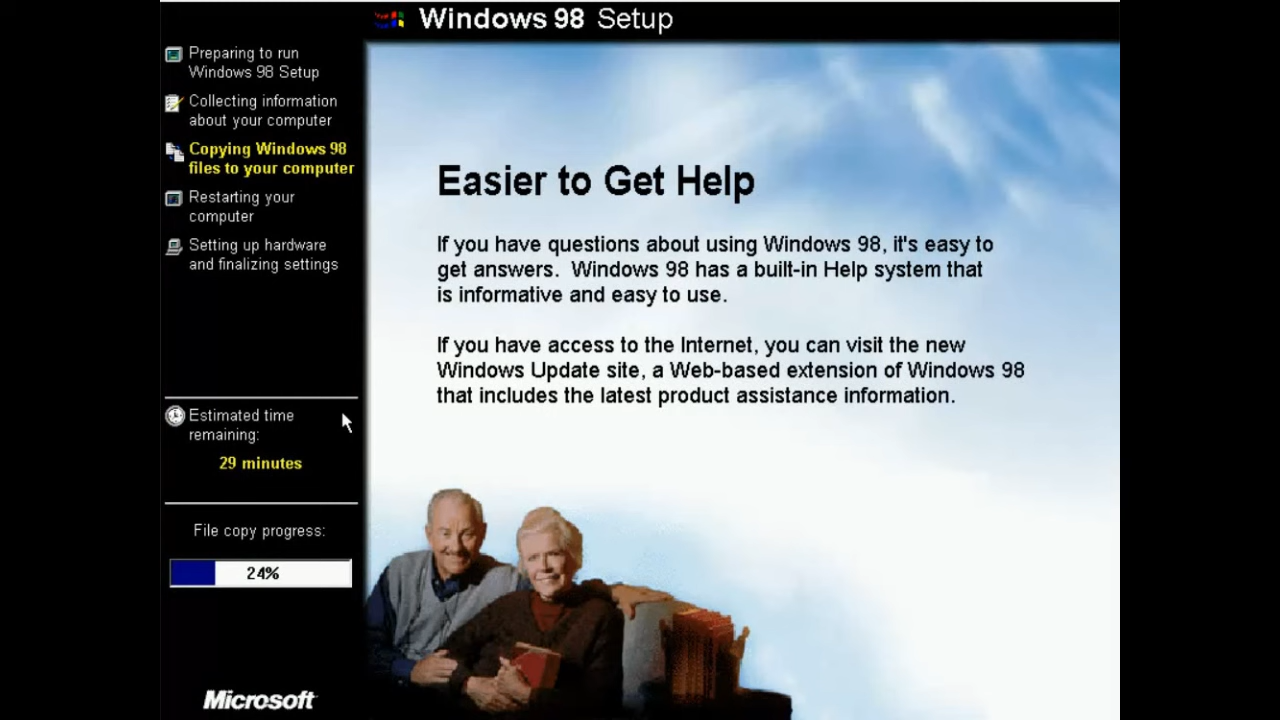 Windows 98 Setup
Preparing to run
Windows 98 Setup
Collecting information
about your computer
Copying Windows 98
files to your computer
Restarting your
computer
Setting up hardware
and finalizing settings
Estimated time
remaining:
29 minutes
File copy progress:
24%
Microsoft
Easier to Get Help
If you have questions about using Windows 98, it's easy to
get answers.  Windows 98 has a built-in Help system that
is informative and easy to use.
If you have access to the Internet, you can visit the new
Windows Update site, a Web-based extension of Windows 98
that includes the latest product assistance information.